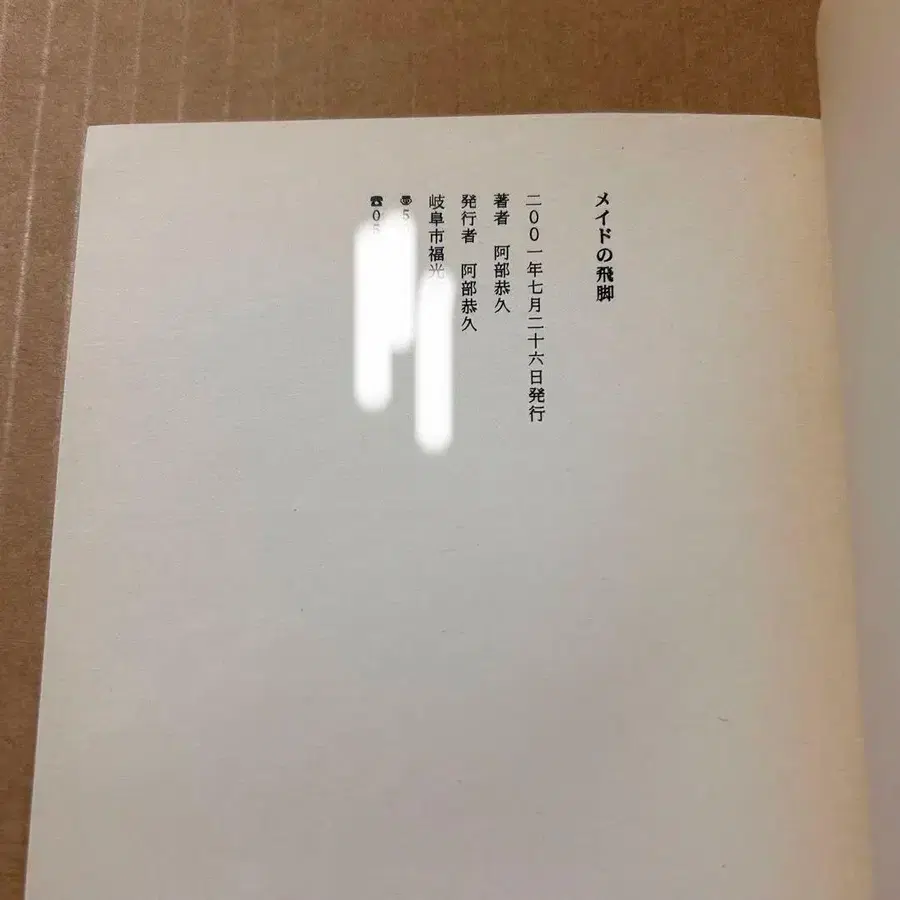 メイドの飛脚
二〇〇一年七月二十六日発行
著者　阿部恭久
発行者　阿部恭久
岐阜市福光
〠5
☎05